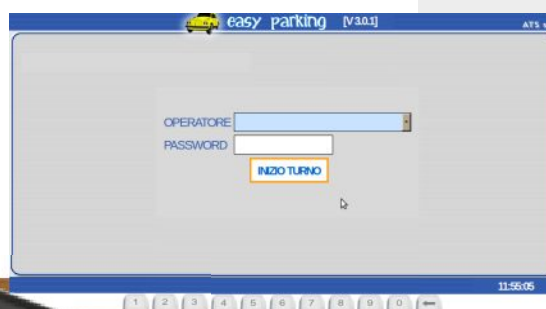 easy parking [V3.0.1]
ATS
OPERATORE
PASSWORD
INIZIO TURNO
11:55:05
1 2 3 4 5 6 7 8 9 0